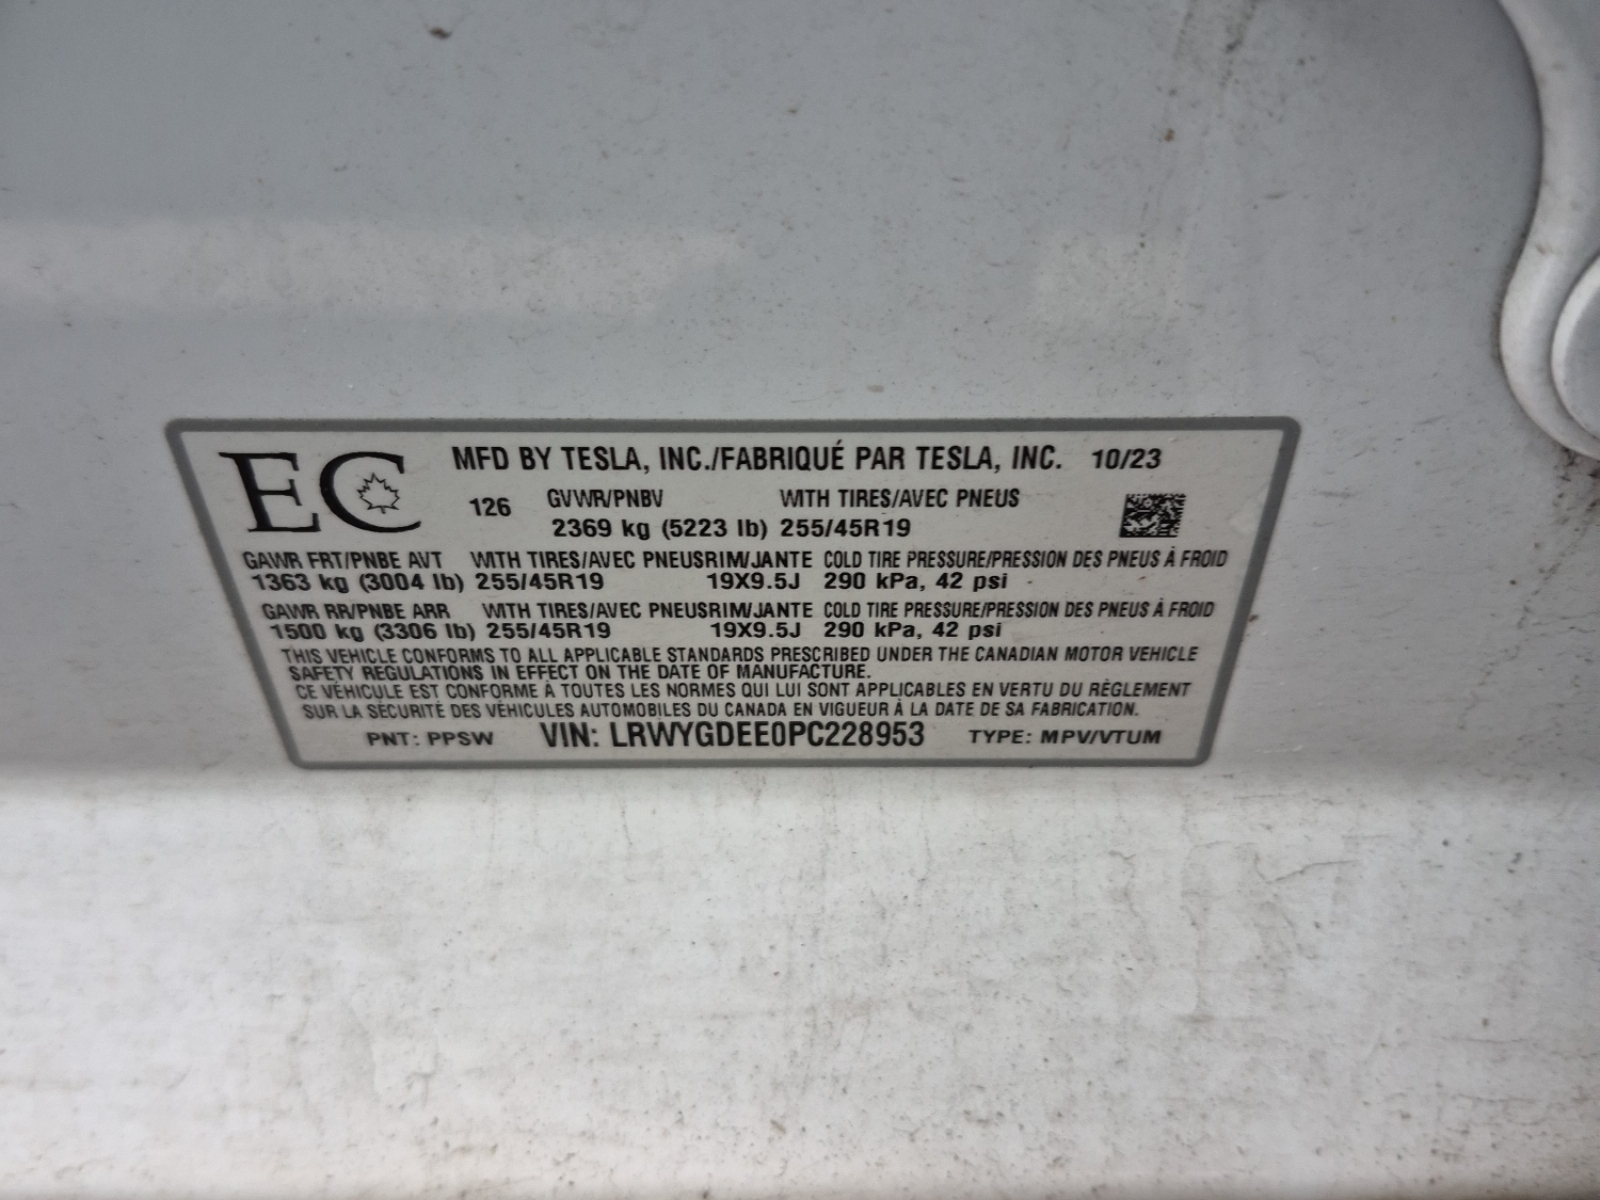 EC MFD BY TESLA, INC./FABRIQUÉ PAR TESLA, INC. 10/23
126 GVWR/PNBV WITH TIRES/AVEC PNEUS
2369 kg (5223 lb) 255/45R19
GAWR FRT/PNBE AVT WITH TIRES/AVEC PNEUS RIM/JANTE COLD TIRE PRESSURE/PRESSION DES PNEUS À FROID
1363 kg (3004 lb) 255/45R19 19X9.5J 290 kPa, 42 psi
GAWR RR/PNBE ARR WITH TIRES/AVEC PNEUS RIM/JANTE COLD TIRE PRESSURE/PRESSION DES PNEUS À FROID
1500 kg (3306 lb) 255/45R19 19X9.5J 290 kPa, 42 psi
THIS VEHICLE CONFORMS TO ALL APPLICABLE STANDARDS PRESCRIBED UNDER THE CANADIAN MOTOR VEHICLE
SAFETY REGULATIONS IN EFFECT ON THE DATE OF MANUFACTURE.
CE VÉHICULE EST CONFORME À TOUTES LES NORMES QUI LUI SONT APPLICABLES EN VERTU DU RÈGLEMENT
SUR LA SÉCURITÉ DES VÉHICULES AUTOMOBILES DU CANADA EN VIGUEUR À LA DATE DE SA FABRICATION.
PNT: PPSW VIN: LRWYGDEE0PC228953 TYPE: MPV/VTUM